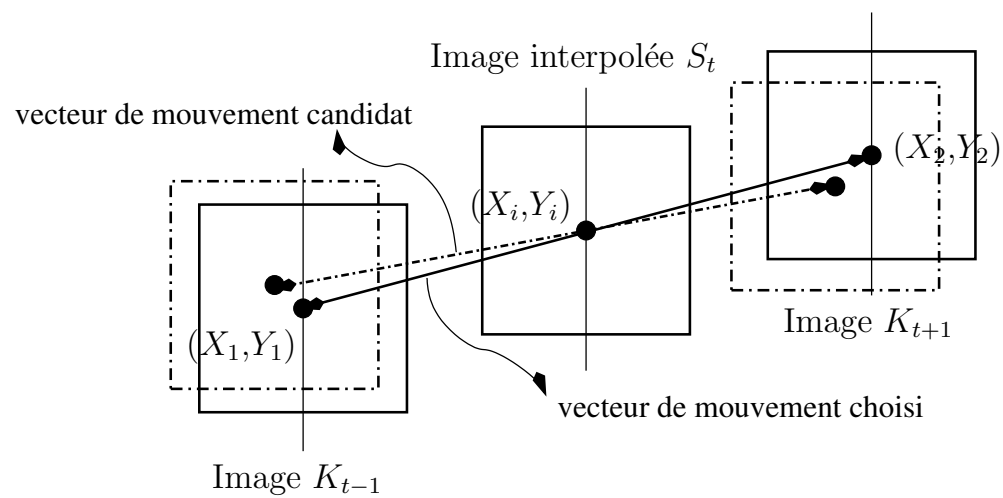 Image interpolée $S_t$
vecteur de mouvement candidat
$(X_2,Y_2)$
$(X_i,Y_i)$
Image $K_{t+1}$
$(X_1,Y_1)$
vecteur de mouvement choisi
Image $K_{t-1}$